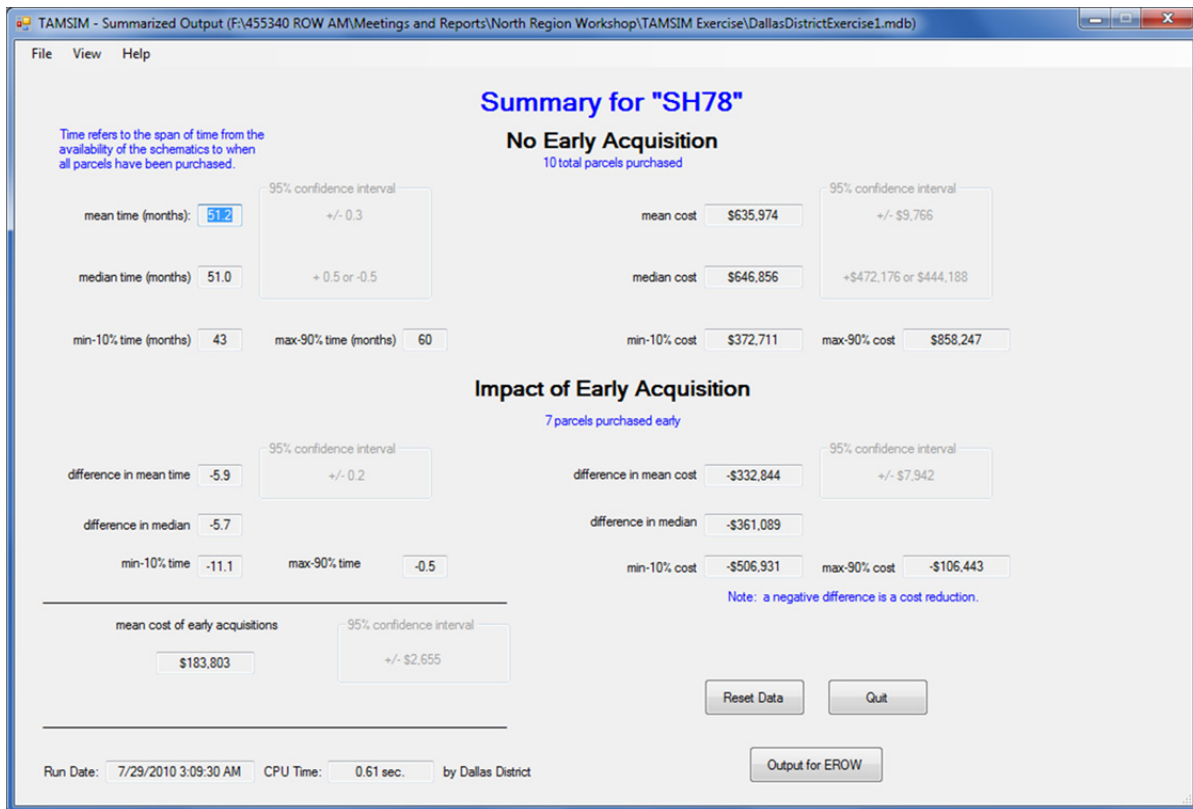 TAMSIM - Summarized Output (F:\455340 ROW AM\Meetings and Reports\North Region Workshop\TAMSIM Exercise\DallasDistrictExercise1.mdb)
File View Help
Summary for "SH78"
Time refers to the span of time from the
availability of the schematics to when
all parcels have been purchased.
No Early Acquisition
10 total parcels purchased
95% confidence interval
95% confidence interval
mean time (months): 51.2 +/- 0.3 mean cost $635,974 +/- $9,766
median time (months) 51.0 + 0.5 or -0.5 median cost $646,856 +$472,176 or $444,188
min-10% time (months) 43 max-90% time (months) 60 min-10% cost $372,711 max-90% cost $858,247
Impact of Early Acquisition
7 parcels purchased early
95% confidence interval
95% confidence interval
difference in mean time -5.9 +/- 0.2 difference in mean cost -$332,844 +/- $7,942
difference in median -5.7 difference in median -$361,089
min-10% time -11.1 max-90% time -0.5 min-10% cost -$506,931 max-90% cost -$106,443
Note: a negative difference is a cost reduction.
mean cost of early acquisitions 95% confidence interval
$183,803 +/- $2,655
Reset Data Quit
Run Date: 7/29/2010 3:09:30 AM CPU Time: 0.61 sec. by Dallas District Output for EROW